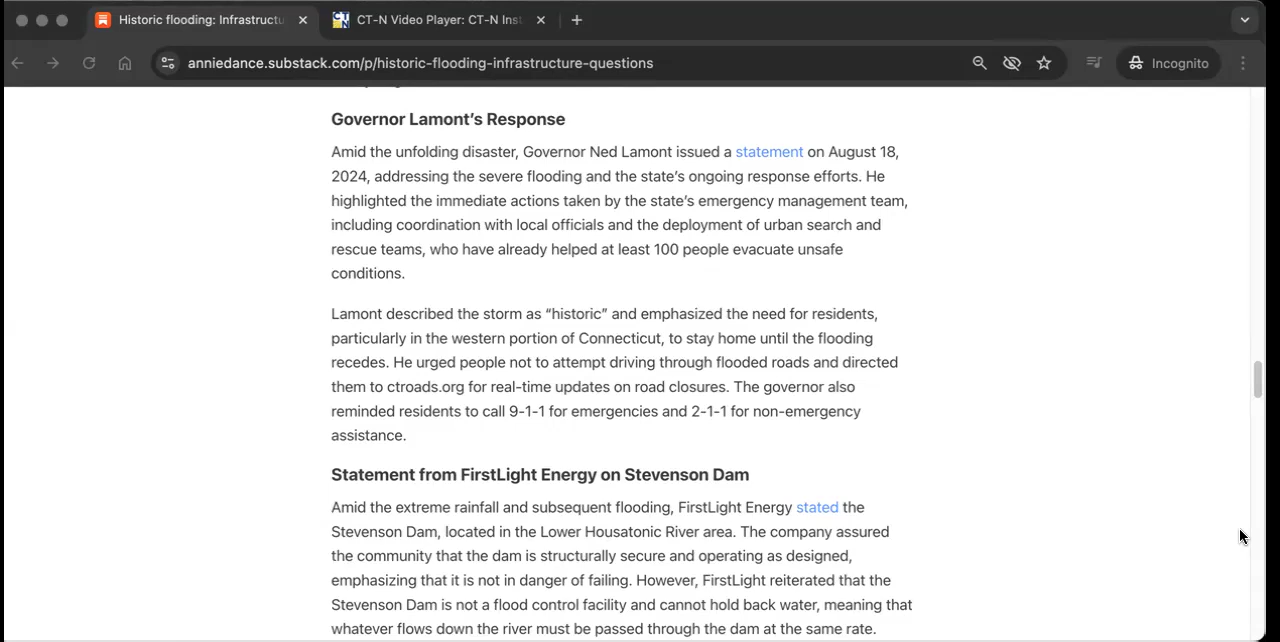 Historic flooding: Infrastructu
CT-N Video Player: CT-N Inst
anniedance.substack.com/p/historic-flooding-infrastructure-questions
Incognito
Governor Lamont’s Response
Amid the unfolding disaster, Governor Ned Lamont issued a statement on August 18,
2024, addressing the severe flooding and the state’s ongoing response efforts. He
highlighted the immediate actions taken by the state’s emergency management team,
including coordination with local officials and the deployment of urban search and
rescue teams, who have already helped at least 100 people evacuate unsafe
conditions.
Lamont described the storm as “historic” and emphasized the need for residents,
particularly in the western portion of Connecticut, to stay home until the flooding
recedes. He urged people not to attempt driving through flooded roads and directed
them to ctroads.org for real-time updates on road closures. The governor also
reminded residents to call 9-1-1 for emergencies and 2-1-1 for non-emergency
assistance.
Statement from FirstLight Energy on Stevenson Dam
Amid the extreme rainfall and subsequent flooding, FirstLight Energy stated the
Stevenson Dam, located in the Lower Housatonic River area. The company assured
the community that the dam is structurally secure and operating as designed,
emphasizing that it is not in danger of failing. However, FirstLight reiterated that the
Stevenson Dam is not a flood control facility and cannot hold back water, meaning that
whatever flows down the river must be passed through the dam at the same rate.